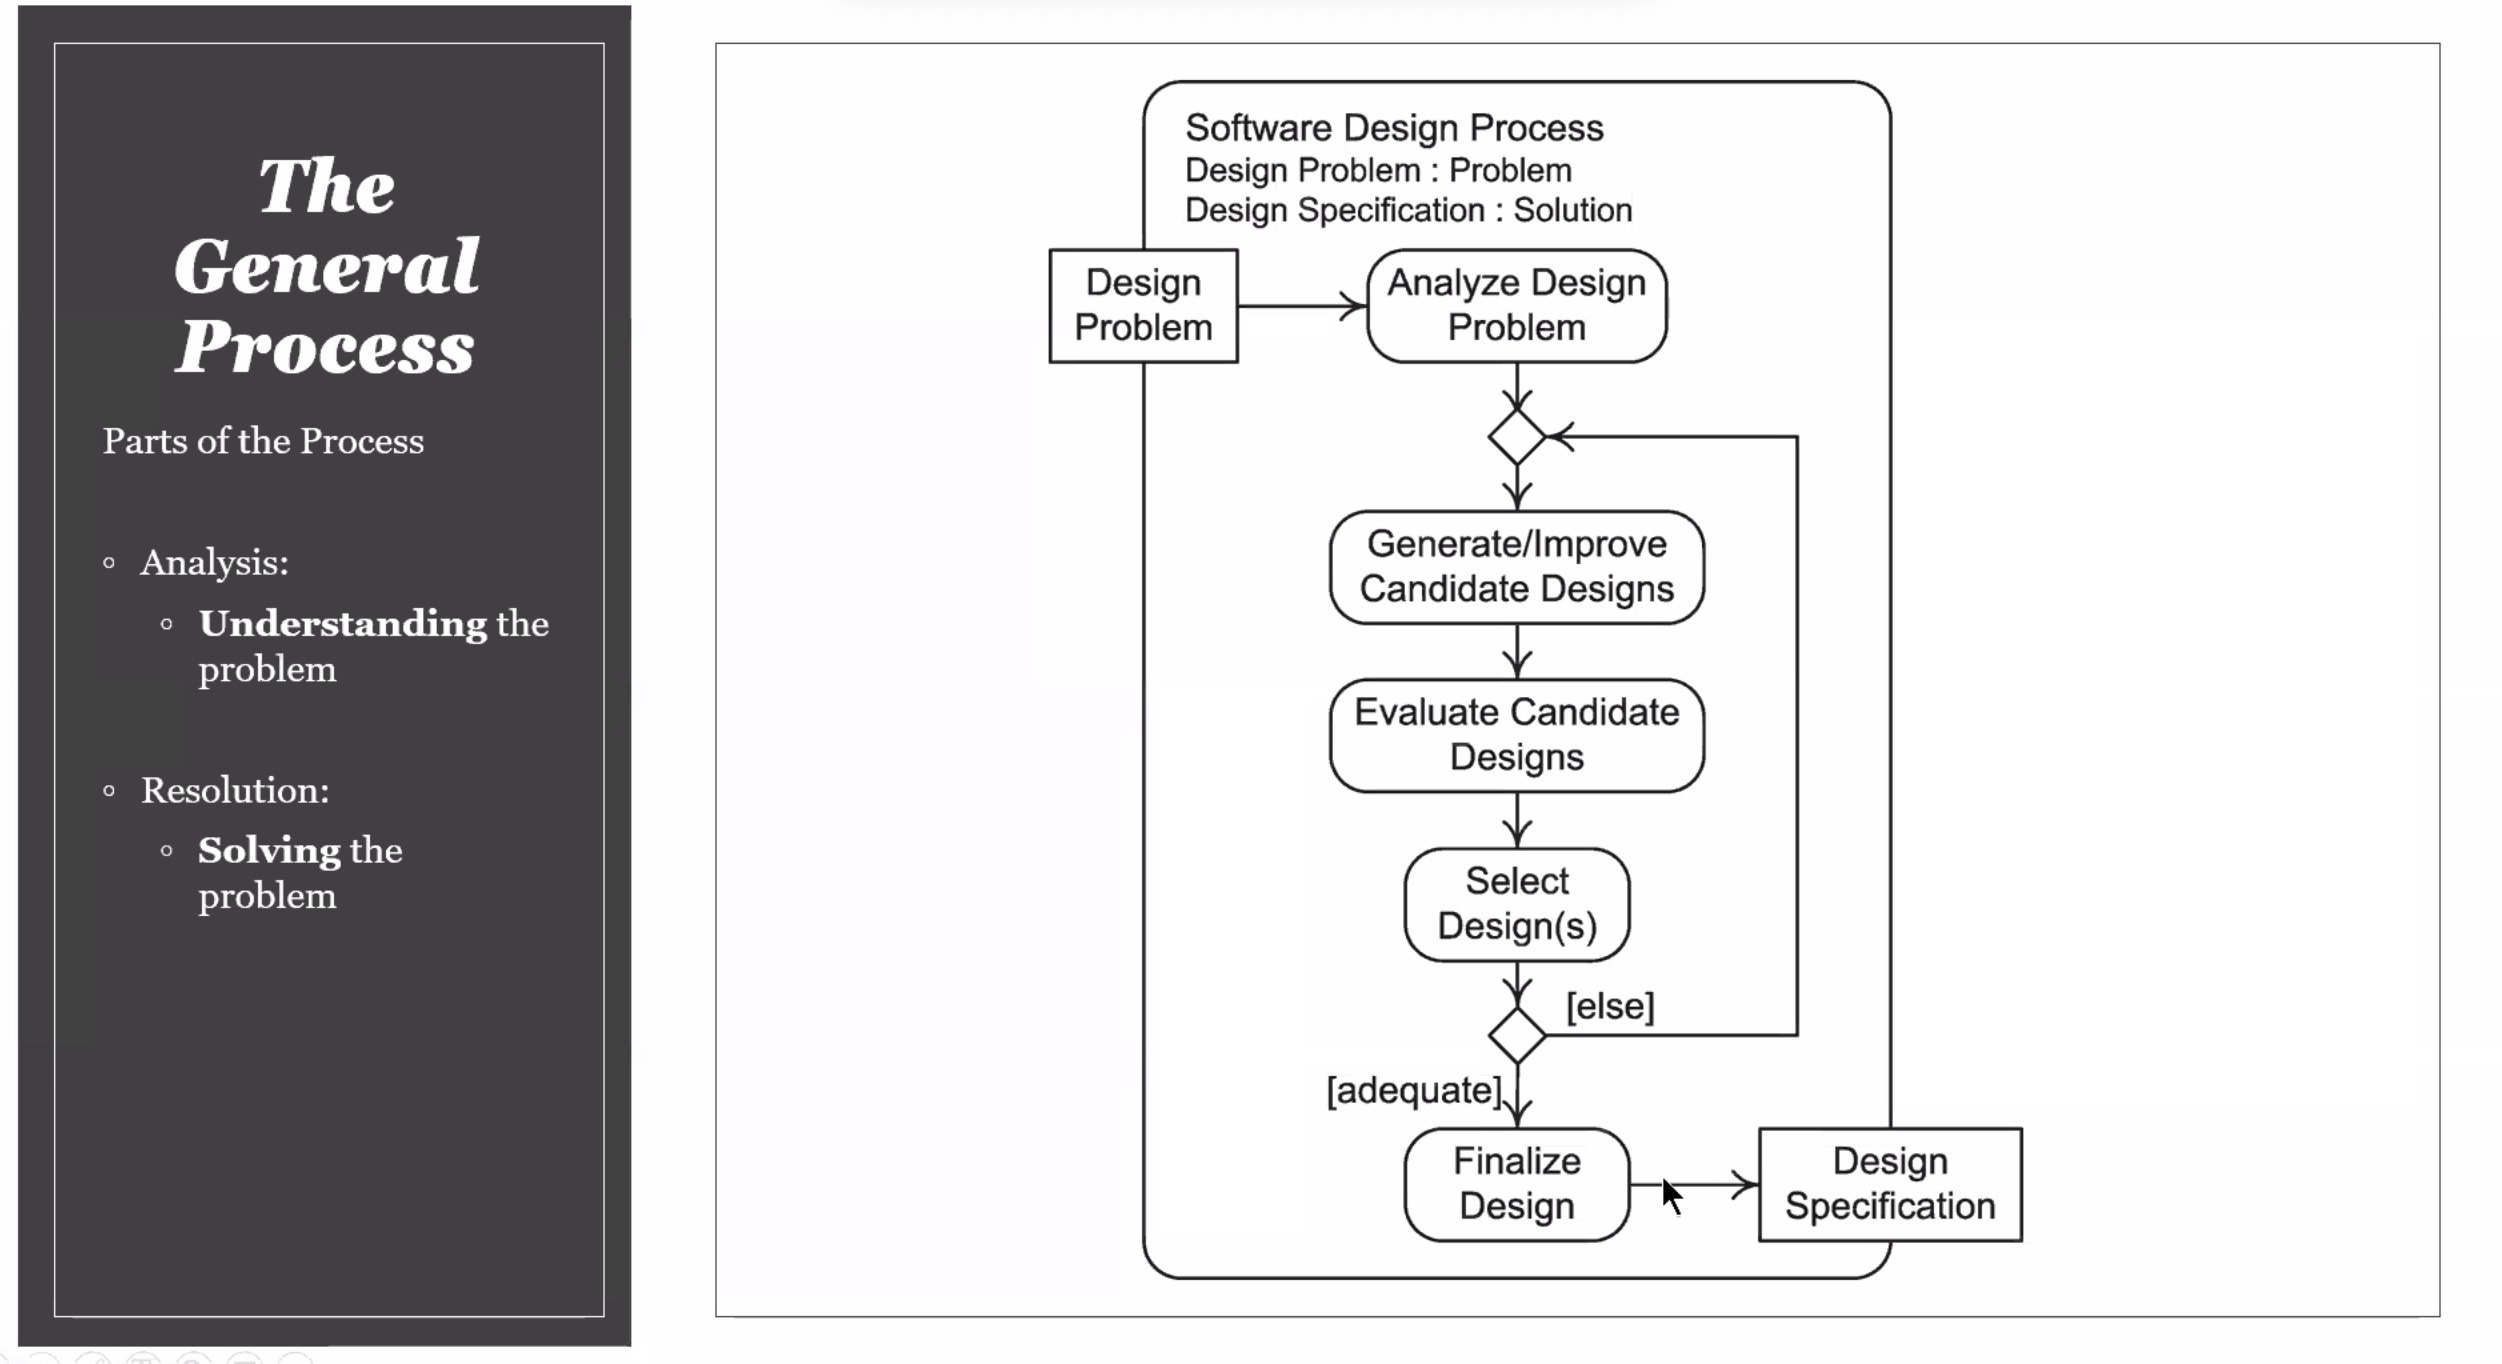 The
General
Process
Parts of the Process
Analysis:
Understanding the
problem
Resolution:
Solving the
problem
Software Design Process
Design Problem : Problem
Design Specification : Solution
Design
Problem
Analyze Design
Problem
Generate/Improve
Candidate Designs
Evaluate Candidate
Designs
Select
Design(s)
[else]
[adequate]
Finalize
Design
Design
Specification